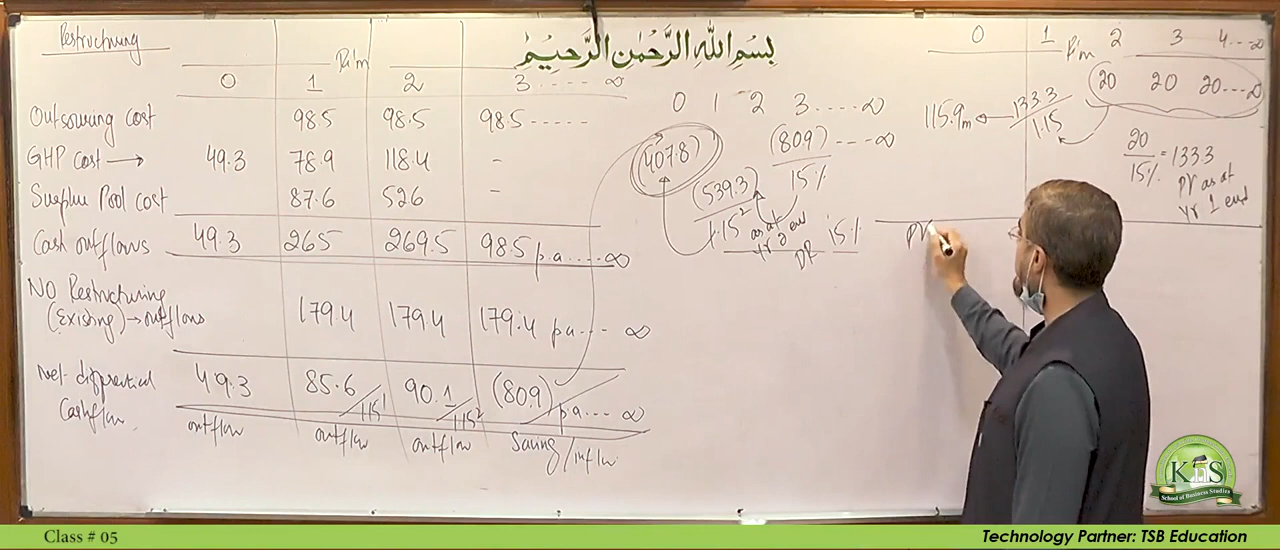 Restructuring
Rs'm
0 1 2 3..... ∞
Outsourcing cost 98.5 98.5 98.5-----
GHP cost → 49.3 78.9 118.4 -
Surplus Pool cost 87.6 52.6 -
Cash outflows 49.3 265 269.5 98.5 p.a.... ∞
NO Restructuring
(Existing) → outflows 179.4 179.4 179.4 pa--- ∞
Net differential
Cashflow 49.3 85.6/1.15¹ 90.1/1.15² (80.9) pa... ∞
outflow outflow outflow Saving/inflow
بِسْمِ اللهِ الرَّحْمٰنِ الرَّحِيْمِ
0 1 2 3..... ∞
(407.8) (809)---- ∞
15%
(539.3)
1.15² as at
yr 2 end
DR 15%
0 1 2 3 4...∞
Rs'm
115.9m ← 133.3 20 20 20...∞
1.15
20
15% = 133.3
PV as at
yr 1 end
PV
KnS
School of Business Studies
Class # 05
Technology Partner: TSB Education